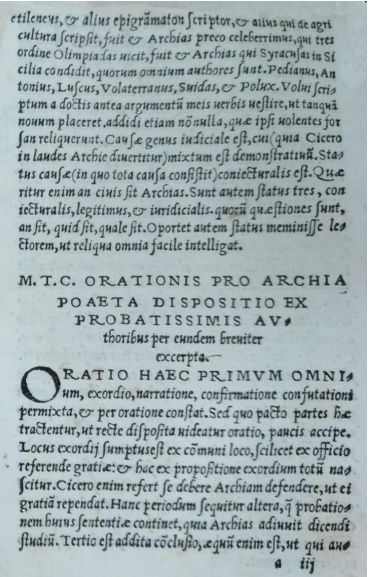 etileneus, & alius epigrāmaton scriptor, & alius qui de agri
cultura scripsit, fuit & Archias preco celeberrimus, qui tres
ordine Olimpiadas uicit, fuit & Archias qui Syracusas in Si
cilia condidit, quorum omnium authores sunt. Pedianus, An
tonius, Luscus, Volaterranus, Suidas, & Polux. Volui scri
ptum a doctis antea argumentū meis uerbis uestire, ut tanquā
nouum placeret, addidi etiam nōnulla, quæ ipsi uolentes for
san reliquerunt. Causæ genus iudiciale est, cui (quia Cicero
in laudes Archie diuertitur) mixtum est demonstratiuū. Sta-
tus causæ (in quo tota causa consistit) coniecturalis est. Quæ
ritur enim an ciuis sit Archias. Sunt autem status tres, con
iecturalis, legitimus, & iuridicialis. quorū quæstiones sunt,
an sit, quid sit, quale sit. Oportet autem status meminisse le-
ctorem, ut reliqua omnia facile intelligat.
M. T. C. ORATIONIS PRO ARCHIA
POAETA DISPOSITIO EX
PROBATISSIMIS AV-
thoribus per eundem breuiter
excerpta.
ORATIO HAEC PRIMVM OMNI-
um, exordio, narratione, confirmatione confutationi
permixta, & per oratione constat. Sed quo pacto partes hæ
tractentur, ut recte disposita uideatur oratio, paucis accipe.
Locus exordij sumptus est ex cōmuni loco, scilicet ex officio
referende gratiæ: & hac ex propositione exordium totū na-
scitur. Cicero enim refert se debere Archiam defendere, ut ei
gratiā rependat. Hanc periodum sequitur altera, q̄ probatio-
nem huius sententiæ continet, quia Archias adiuuit dicendi
studiū. Tertio est addita cōclusio, æquū enim est, ut qui au-
a iij